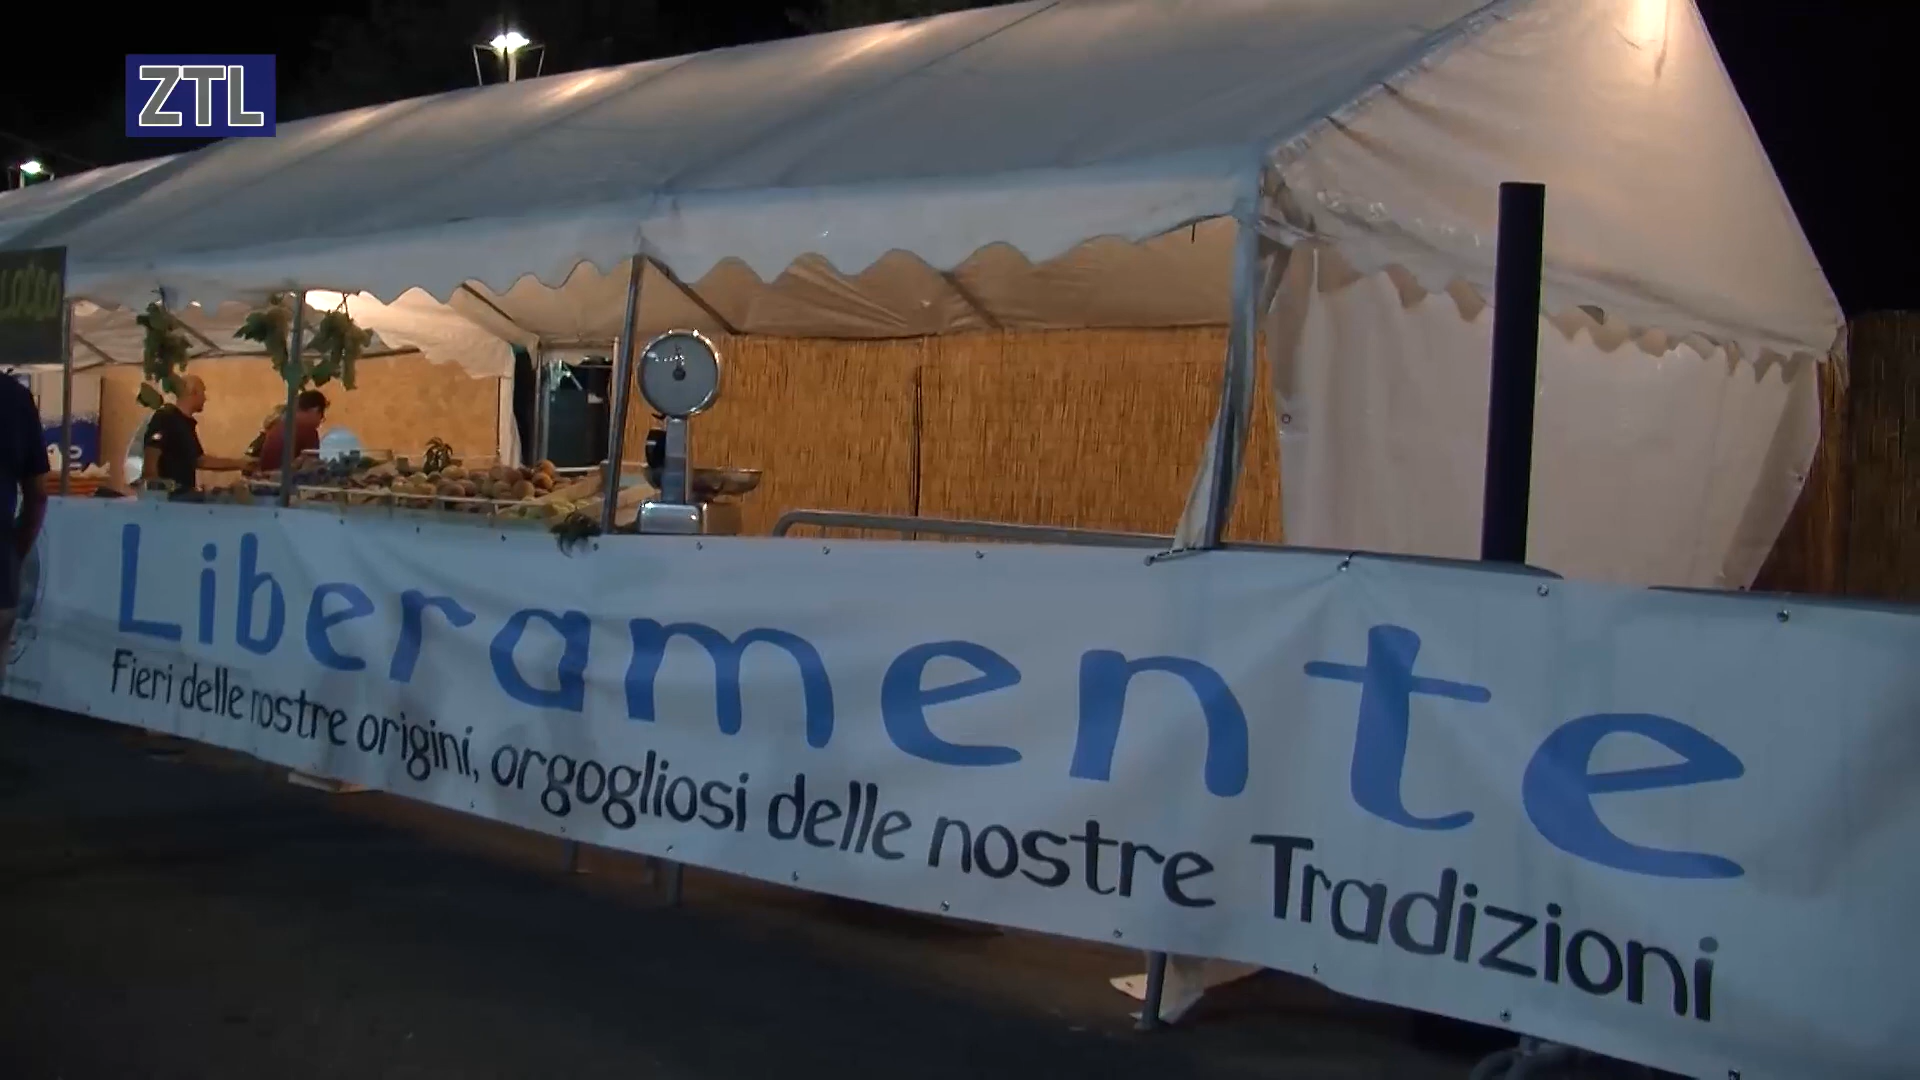 ZTL
Liberamente
Fieri delle nostre origini, orgogliosi delle nostre Tradizioni